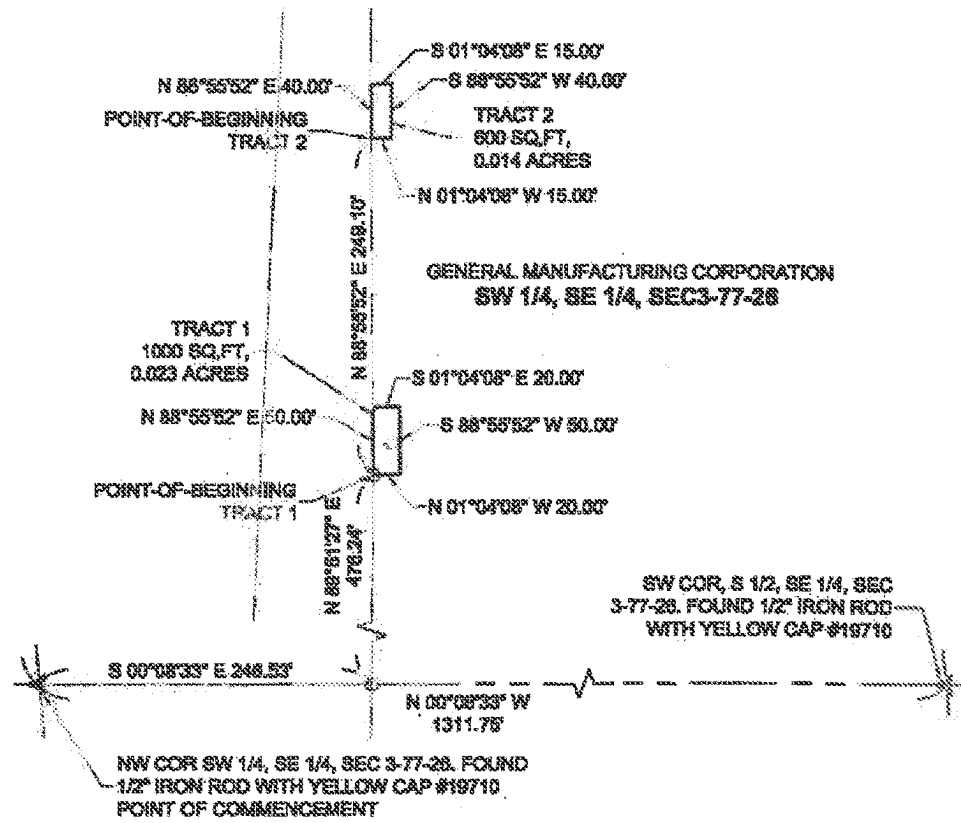 S 01°04'08" E 15.00'
N 88°55'52" E 40.00'
S 88°55'52" W 40.00'
POINT-OF-BEGINNING
TRACT 2
TRACT 2
600 SQ.FT,
0.014 ACRES
N 01°04'08" W 15.00'
N 88°55'52" E 249.10'
GENERAL MANUFACTURING CORPORATION
SW 1/4, SE 1/4, SEC3-77-26
TRACT 1
1000 SQ.FT,
0.023 ACRES
S 01°04'08" E 20.00'
N 88°55'52" E 50.00'
S 88°55'52" W 50.00'
POINT-OF-BEGINNING
TRACT 1
N 01°04'08" W 20.00'
N 88°51'27" E
476.24'
SW COR, S 1/2, SE 1/4, SEC
3-77-26. FOUND 1/2" IRON ROD
WITH YELLOW CAP #19710
S 00°08'33" E 246.53'
N 00°08'33" W
1311.75'
NW COR SW 1/4, SE 1/4, SEC 3-77-26. FOUND
1/2" IRON ROD WITH YELLOW CAP #19710
POINT OF COMMENCEMENT